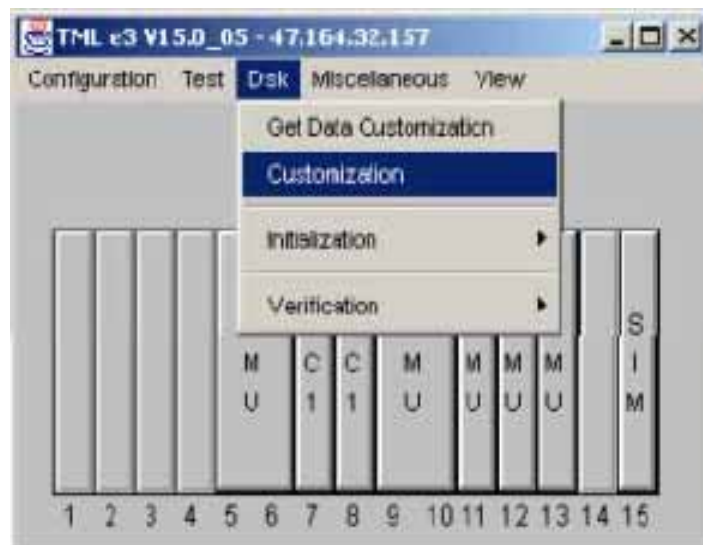 TML e3 V15.0_05 - 47.164.32.157
Configuration Test Disk Miscellaneous View
Get Data Customization
Customization
Initialization
Verification
M U
C 1
C 1
M U
M U
M U
M U
S I M
1 2 3 4 5 6 7 8 9 10 11 12 13 14 15